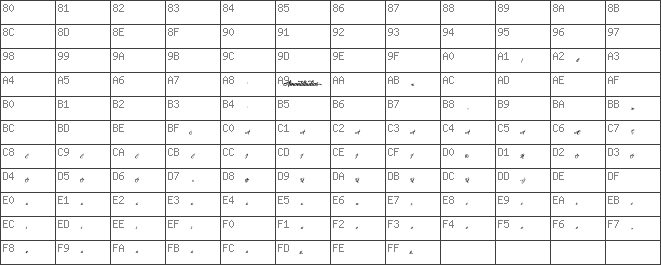 80 81 82 83 84 85 86 87 88 89 8A 8B
8C 8D 8E 8F 90 91 92 93 94 95 96 97
98 99 9A 9B 9C 9D 9E 9F A0 A1 A2 A3
A4 A5 A6 A7 A8 A9 AA AB AC AD AE AF
B0 B1 B2 B3 B4 B5 B6 B7 B8 B9 BA BB
BC BD BE BF C0 C1 C2 C3 C4 C5 C6 C7
C8 C9 CA CB CC CD CE CF D0 D1 D2 D3
D4 D5 D6 D7 D8 D9 DA DB DC DD DE DF
E0 E1 E2 E3 E4 E5 E6 E7 E8 E9 EA EB
EC ED EE EF F0 F1 F2 F3 F4 F5 F6 F7
F8 F9 FA FB FC FD FE FF